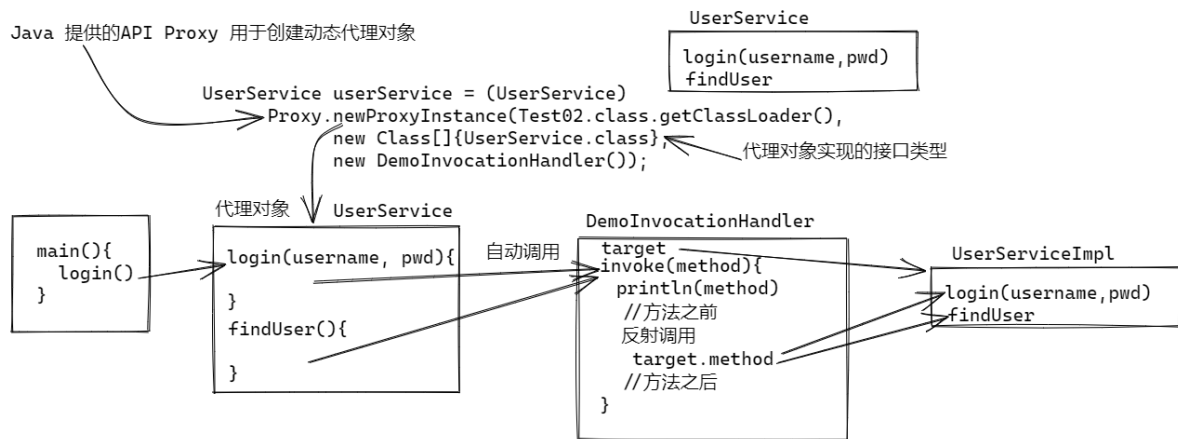 UserService
Java 提供的API Proxy 用于创建动态代理对象
login(username,pwd)
findUser
UserService userService = (UserService)
Proxy.newProxyInstance(Test02.class.getClassLoader(),
new Class[]{UserService.class},
代理对象实现的接口类型
new DemoInvocationHandler());
代理对象
UserService
main(){
login()
}
login(username, pwd){
}
findUser(){
}
自动调用
DemoInvocationHandler
target
invoke(method){
println(method)
//方法之前
反射调用
target.method
//方法之后
}
UserServiceImpl
login(username,pwd)
findUser